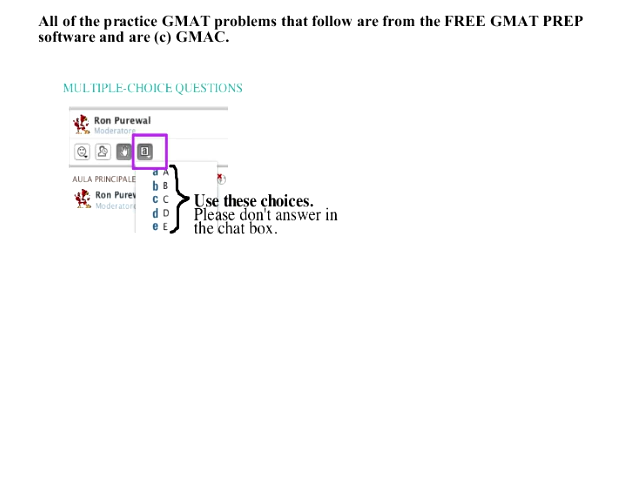 All of the practice GMAT problems that follow are from the FREE GMAT PREP
software and are (c) GMAC.
MULTIPLE-CHOICE QUESTIONS
Ron Purewal
Moderatore
AULA PRINCIPALE
Ron Purew
Moderatore
a A
b B
c C
d D
e E
Use these choices.
Please don't answer in
the chat box.